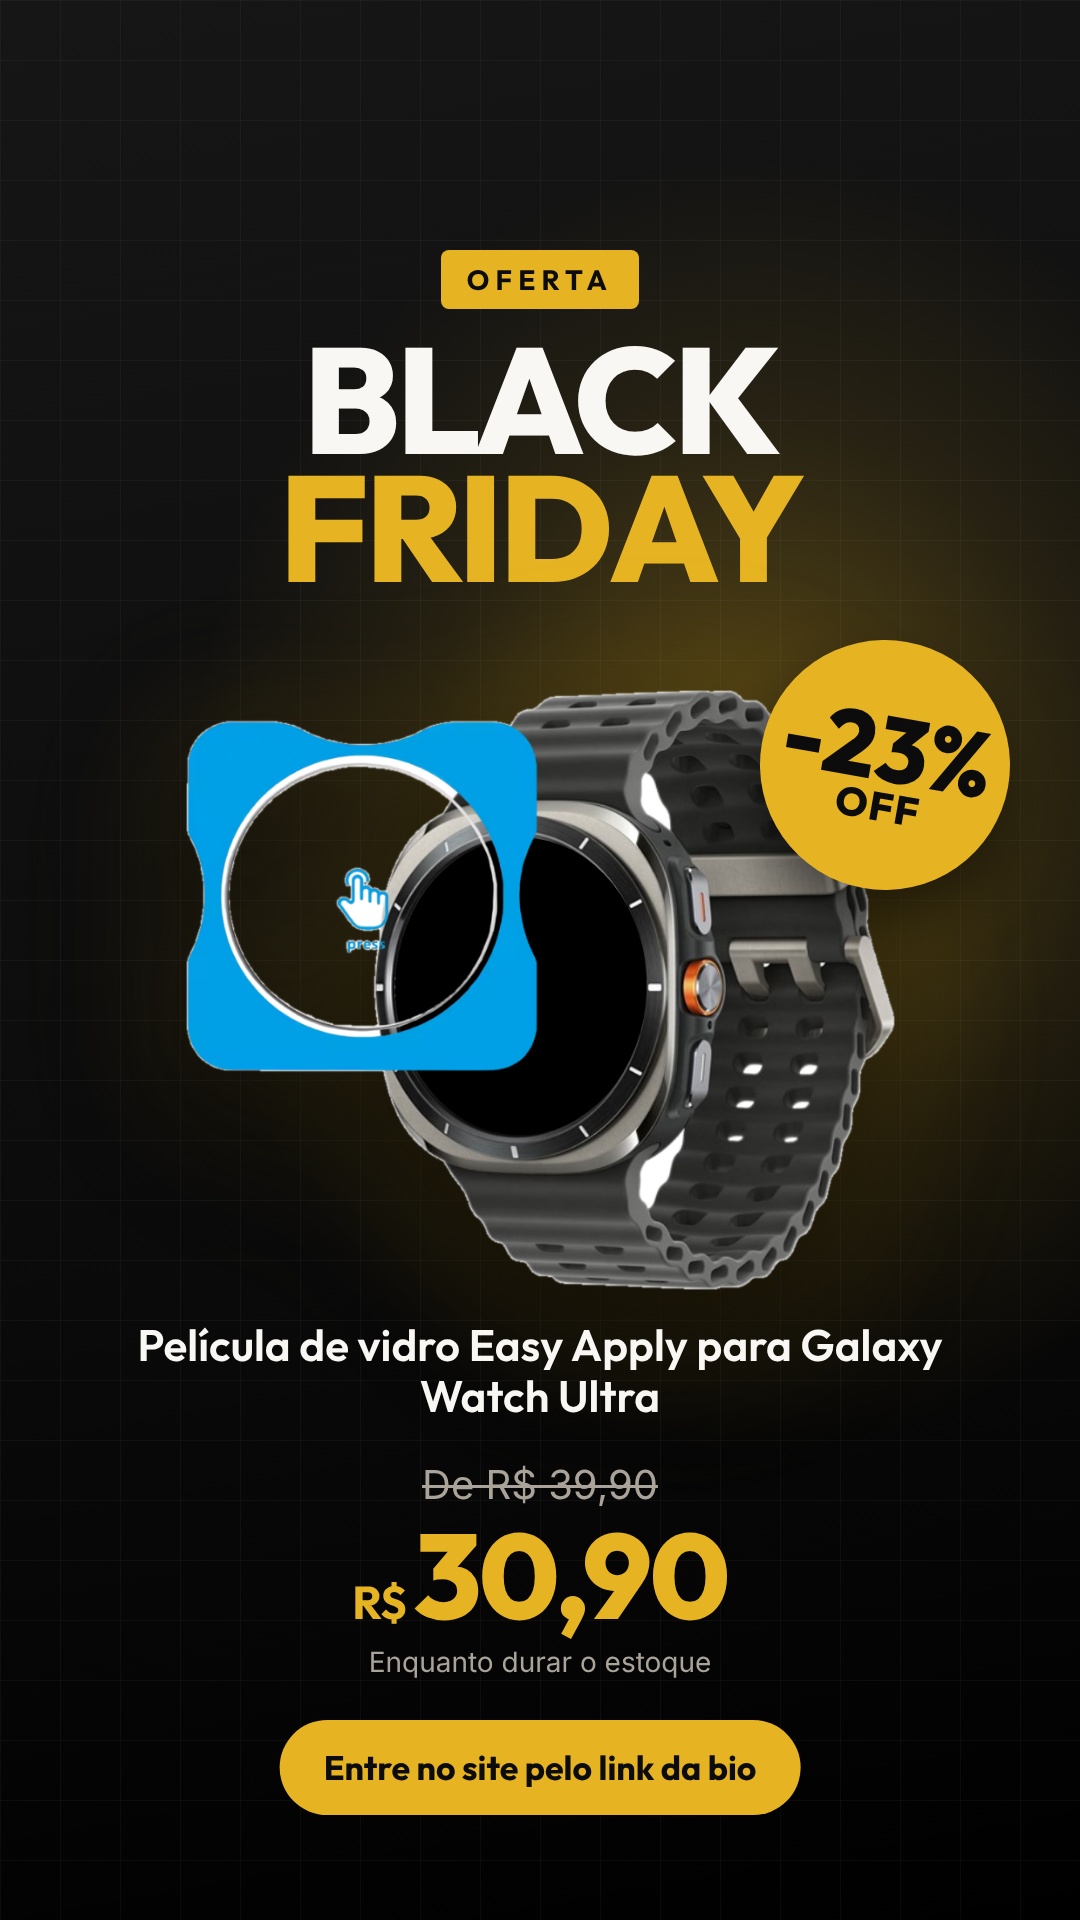 OFERTA
BLACK
FRIDAY
-23%
OFF
press
Película de vidro Easy Apply para Galaxy
Watch Ultra
De R$ 39,90
R$ 30,90
Enquanto durar o estoque
Entre no site pelo link da bio